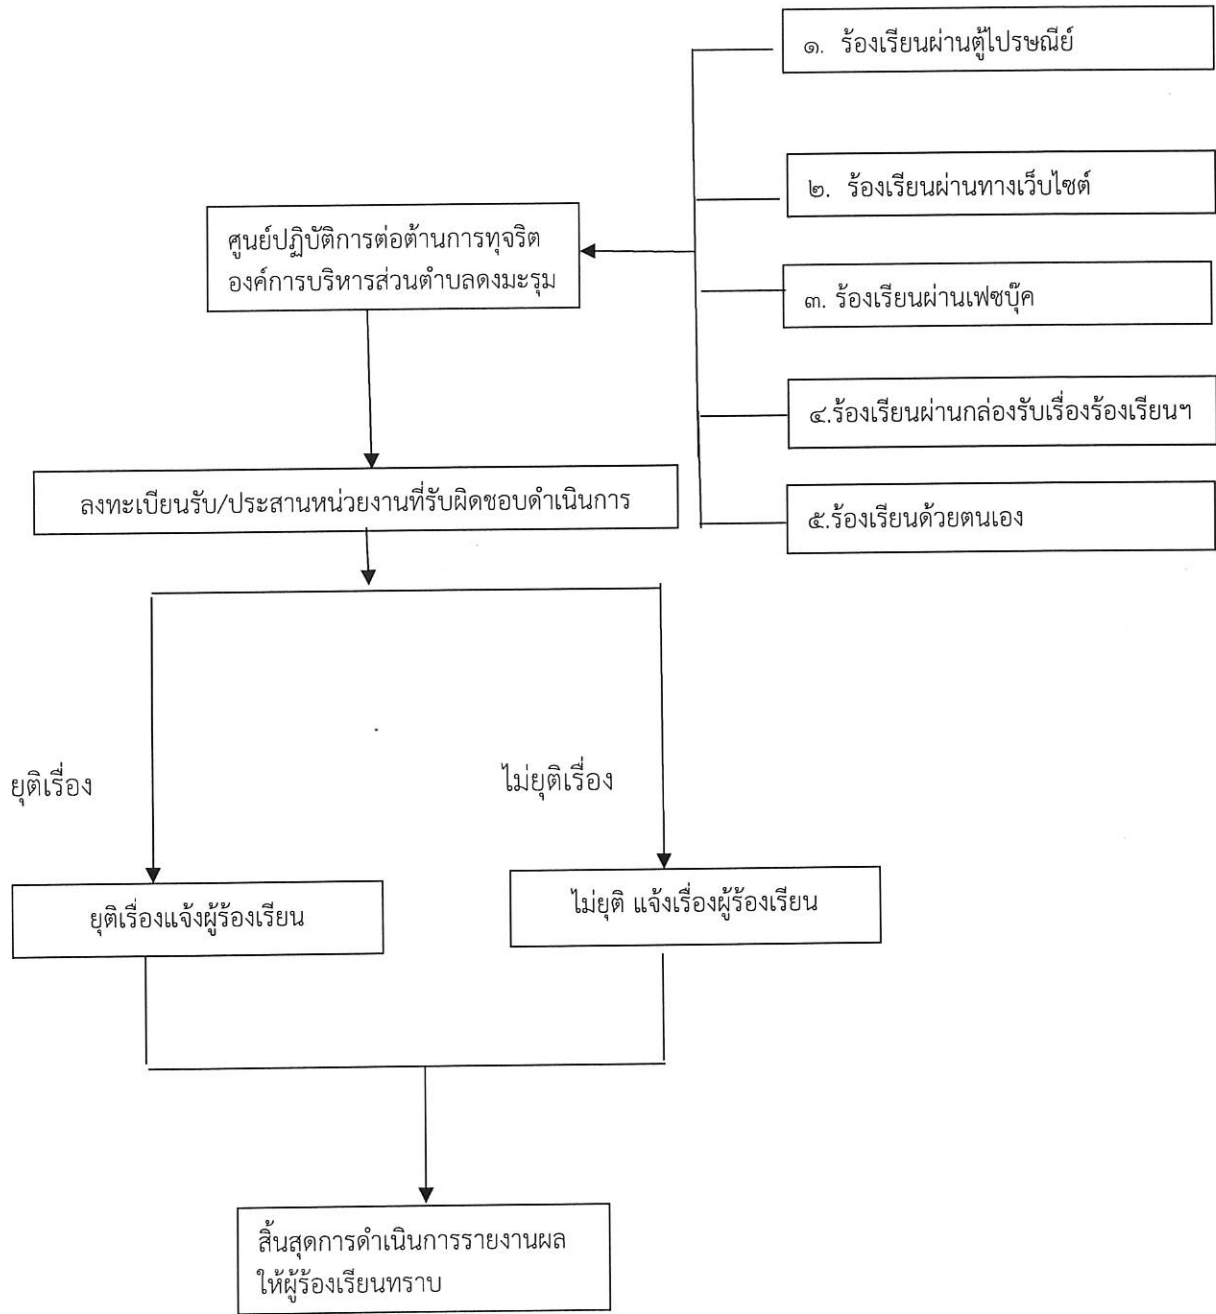 ๑. ร้องเรียนผ่านตู้ไปรษณีย์
๒. ร้องเรียนผ่านทางเว็บไซต์
ศูนย์ปฏิบัติการต่อต้านการทุจริต
องค์การบริหารส่วนตำบลดงมะรุม
๓. ร้องเรียนผ่านเฟซบุ๊ค
๔.ร้องเรียนผ่านกล่องรับเรื่องร้องเรียนฯ
ลงทะเบียนรับ/ประสานหน่วยงานที่รับผิดชอบดำเนินการ
๕.ร้องเรียนด้วยตนเอง
ยุติเรื่อง
ไม่ยุติเรื่อง
ยุติเรื่องแจ้งผู้ร้องเรียน
ไม่ยุติ แจ้งเรื่องผู้ร้องเรียน
สิ้นสุดการดำเนินการรายงานผล
ให้ผู้ร้องเรียนทราบ